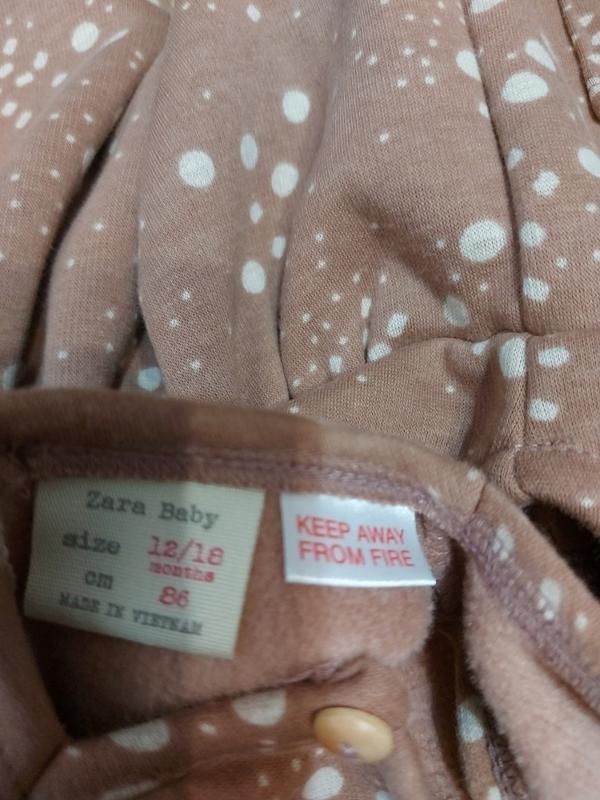 Zara Baby
size 12/18
months
cm 86
MADE IN VIETNAM
KEEP AWAY
FROM FIRE